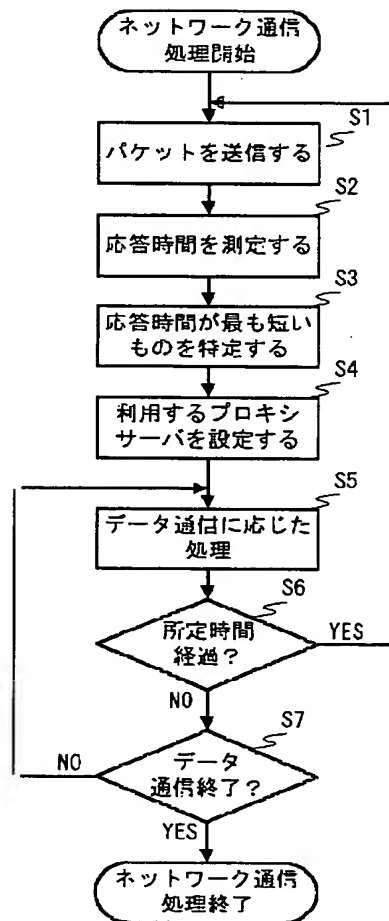 ネットワーク通信
処理開始
S1
パケットを送信する
S2
応答時間を測定する
S3
応答時間が最も短い
ものを特定する
S4
利用するプロキシ
サーバを設定する
S5
データ通信に応じた
処理
S6
所定時間
経過?
YES
NO
S7
データ
通信終了?
NO
YES
ネットワーク通信
処理終了